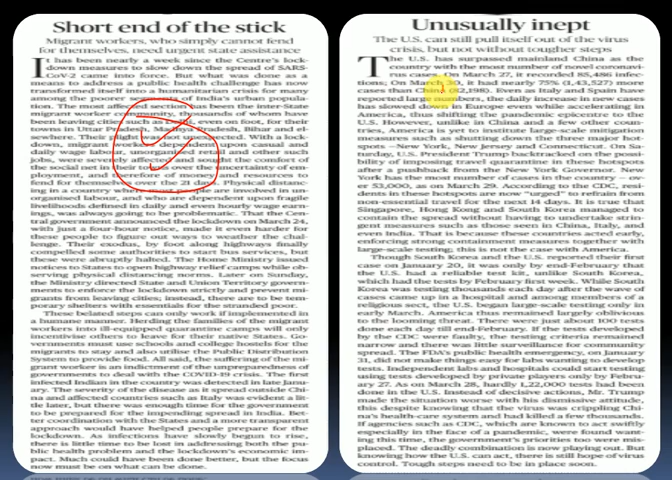 Short end of the stick
Migrant workers, who simply cannot fend
for themselves, need urgent state assistance
It has been nearly a week since the Centre's lock-
down measures to slow down the spread of SARS-
CoV-2 came into force. But what was done as a
means to address a public health challenge has now
transformed itself into a humanitarian crisis for many
among the poorer sections of India's urban popula-
tion. The most affected section has been the inter-State
migrant worker community, thousands of whom have
been leaving cities such as Delhi, even on foot, for their
towns in Uttar Pradesh, Madhya Pradesh, Bihar and el-
sewhere. Their plight was expected. With a lock-
down, migrant workers dependent upon casual and
daily wage labour, unorganised retail and other such
jobs, were severely affected and sought the comfort of
the social net in their towns over the uncertainty of em-
ployment, and therefore of money and resources to
fend for themselves over the 21 days. Physical distanc-
ing in a country where most people are involved in un-
organised labour, and who are dependent upon fragile
livelihoods defined in daily and even hourly wage earn-
ings, was always going to be problematic. That the Cen-
tral government announced the lockdown on March 24,
with just a four-hour notice, made it even harder for
these people to figure out ways to weather the chal-
lenge. Their exodus, by foot along highways finally
compelled some authorities to start bus services, but
these were abruptly halted. The Home Ministry issued
notices to States to open highway relief camps while ob-
serving physical distancing norms. Later on Sunday,
the Ministry directed State and Union Territory govern-
ments to enforce the lockdown strictly and prevent mi-
grants from leaving cities; instead, there are to be tem-
porary shelters with essentials for the stranded poor.
These belated steps can only work if implemented in
a humane manner. Herding the families of the migrant
workers into ill-equipped quarantine camps will only
incentivise others to leave for their native States. Go-
vernments must use schools and college hostels for the
migrants to stay and also utilise the Public Distribution
System to provide food. All said, the suffering of the mi-
grant worker is an indictment of the unpreparedness of
governments to deal with the COVID-19 crisis. The first
infected Indian in the country was detected in late Janu-
ary. The severity of the disease as it spread outside Chi-
na and affected countries such as Italy was evident a lit-
tle later, but there was enough time for the government
to be prepared for the impending spread in India. Bet-
ter coordination with the States and a more transparent
approach would have helped people prepare for the
lockdown. As infections have slowly begun to rise,
there is little time to be lost in addressing both the pu-
blic health problem and the lockdown's economic im-
pact. Much could have been done better, but the focus
now must be on what can be done.
Unusually inept
The U.S. can still pull itself out of the virus
crisis, but not without tougher steps
The U.S. has surpassed mainland China as the
country with the most number of novel coronavi-
rus cases. On March 27, it recorded 85,486 infec-
tions; On March 30, it had nearly 75% (1,43,527) more
cases than China (82,198). Even as Italy and Spain have
reported large numbers, the daily increase in new cases
has slowed down in Europe even while accelerating in
America, thus shifting the pandemic epicentre to the
U.S. However, unlike China and a few other coun-
tries, America is yet to institute large-scale mitigation
measures such as shutting down the three major hot-
spots — New York, New Jersey and Connecticut. On Sa-
turday, U.S. President Trump backtracked on the possi-
bility of imposing travel quarantine in these hotspots
after a pushback from the New York Governor. New
York has the most number of cases in the country — ov-
er 53,000, as on March 29. According to the CDC, resi-
dents in these hotspots are now “urged” to refrain from
non-essential travel for the next 14 days. It is true that
Singapore, Hong Kong and South Korea managed to
contain the spread without having to undertake strin-
gent measures such as those seen in China, Italy, and
even India. That is because these countries acted early,
enforcing strong containment measures together with
large-scale testing; this is not the case with America.
Though South Korea and the U.S. reported their first
case on January 20, it was only by end-February that
the U.S. had a reliable test kit, unlike South Korea,
which had the tests by February first week. While South
Korea was testing thousands each day after the wave of
cases came up in a hospital and among members of a
religious sect, the U.S. began large-scale testing only in
early March. America thus remained largely oblivious
to the looming threat. There were just about 100 tests
done each day till end-February. If the tests developed
by the CDC were faulty, the testing criteria remained
narrow and there was little surveillance for community
spread. The FDA's public health emergency, on January
31, did not make things easy for labs wanting to develop
tests. Independent labs and hospitals could start testing
using tests developed by private players only by Febru-
ary 27. As on March 28, hardly 1,22,000 tests had been
done in the U.S. Instead of decisive actions, Mr. Trump
made the situation worse with his dismissive attitude,
this despite knowing that the virus was crippling Chi-
na's health-care system and had killed a few thousands.
If agencies such as CDC, which are known to act swiftly
especially in the face of a pandemic, were found want-
ing this time, the government's priorities too were mis-
placed. The deadly combination is now playing out. But
knowing how the U.S. can act, there is still hope of virus
control. Tough steps need to be in place soon.